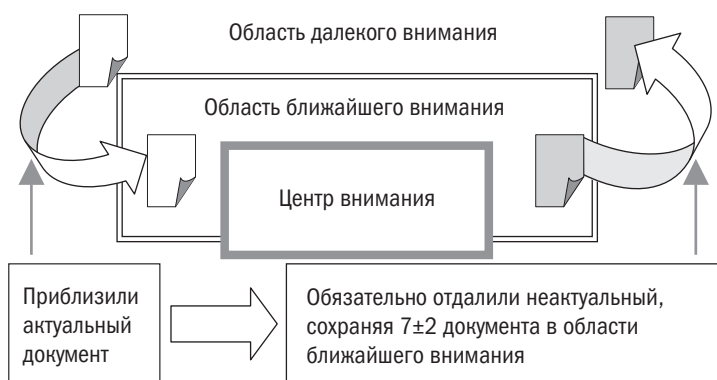 Область далекого внимания
Область ближайшего внимания
Центр внимания
Приблизили
актуальный
документ
Обязательно отдалили неактуальный,
сохраняя 7±2 документа в области
ближайшего внимания